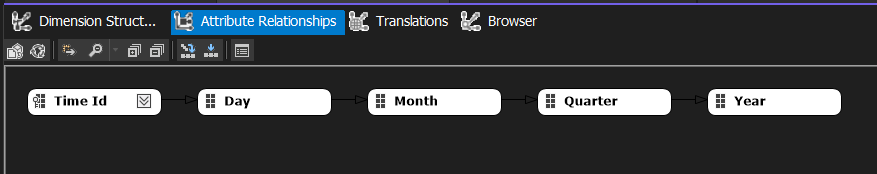 Dimension Struct... Attribute Relationships Translations Browser
Time Id Day Month Quarter Year